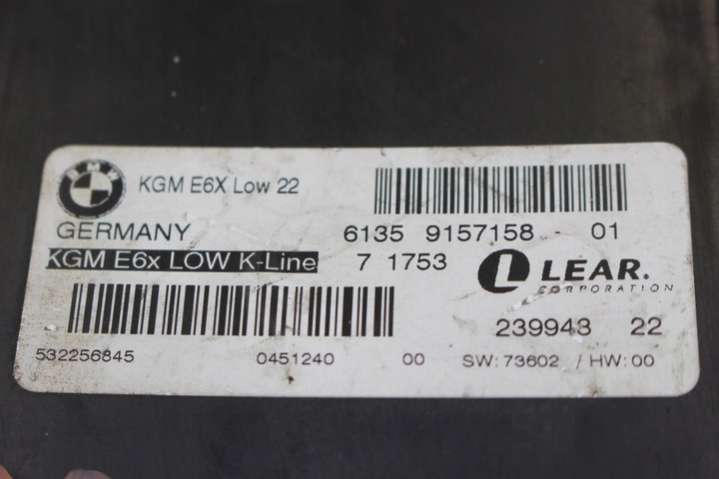 BMW
KGM E6X Low 22
GERMANY 6135 9157158 01
KGM E6x LOW K-Line 7 1753 LEAR.
CORPORATION
239943 22
532256845 0451240 00 SW:73602 / HW:00